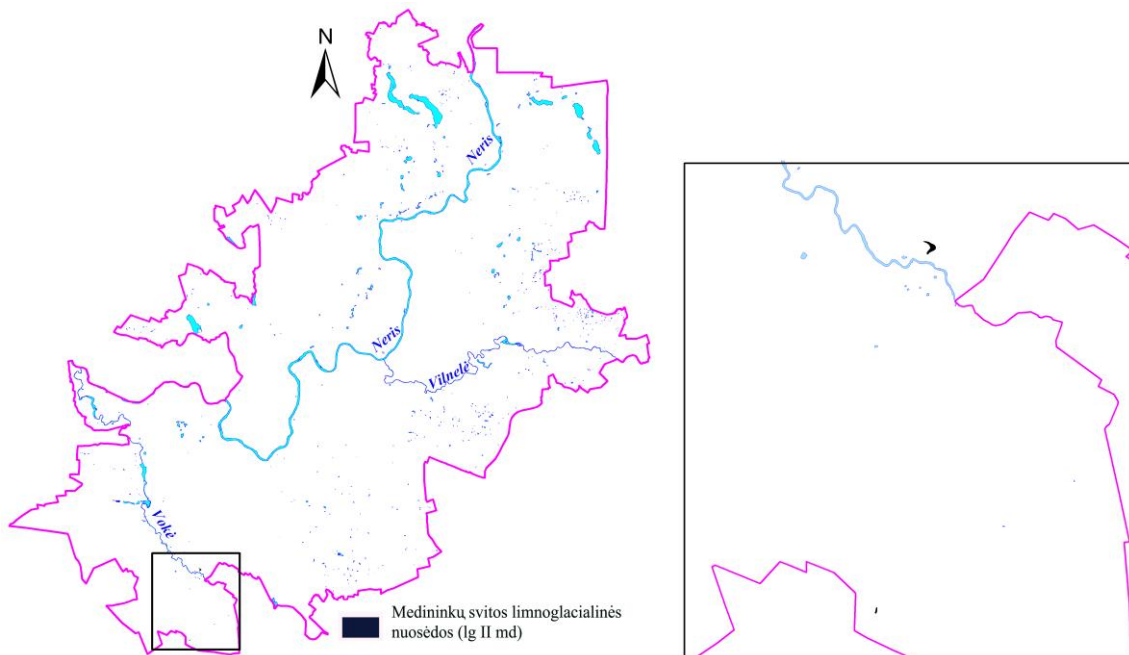 N
Neris
Neris
Vilnelė
Vokė
Medininkų svitos limnoglacialinės
nuosėdos (lg II md)